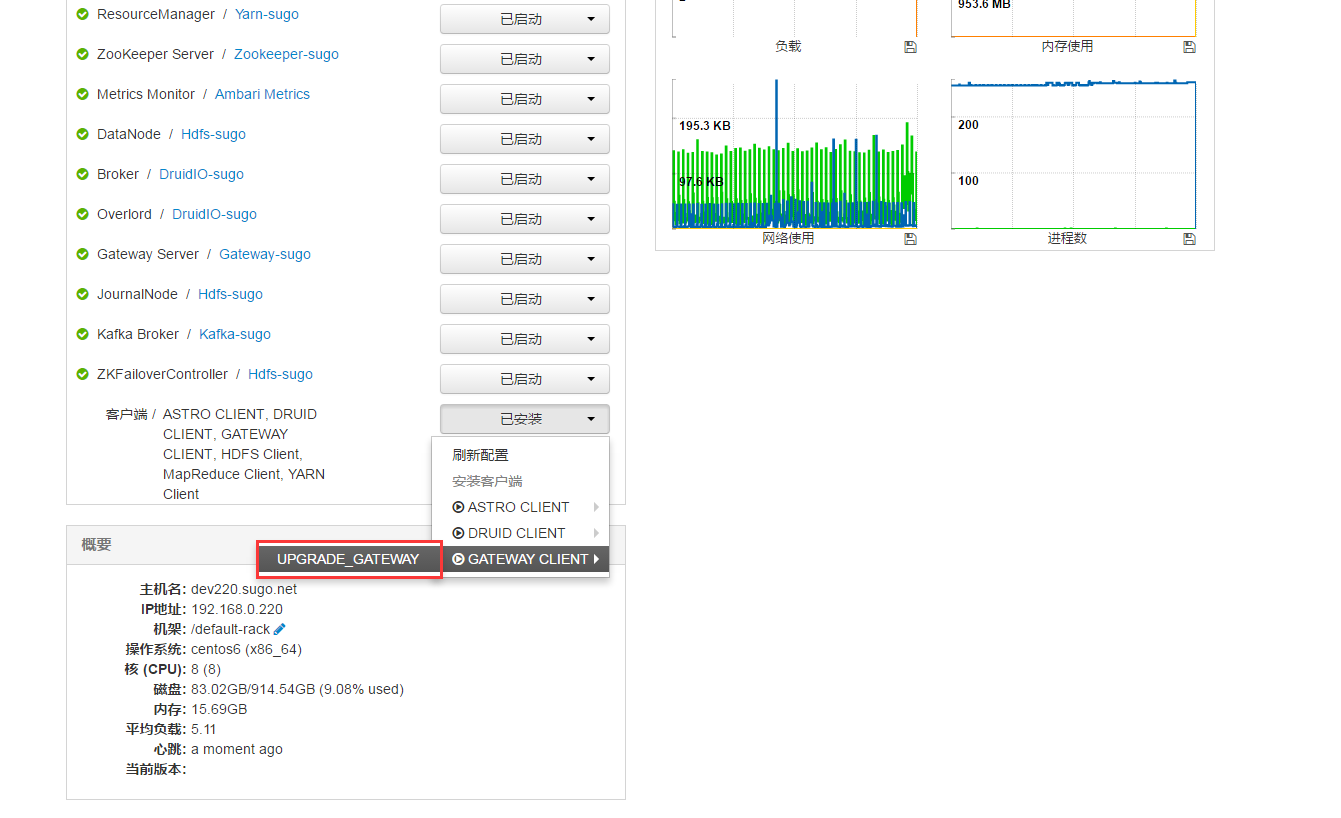 ResourceManager / Yarn-sugo 已启动
ZooKeeper Server / Zookeeper-sugo 已启动
Metrics Monitor / Ambari Metrics 已启动
DataNode / Hdfs-sugo 已启动
Broker / DruidIO-sugo 已启动
Overlord / DruidIO-sugo 已启动
Gateway Server / Gateway-sugo 已启动
JournalNode / Hdfs-sugo 已启动
Kafka Broker / Kafka-sugo 已启动
ZKFailoverController / Hdfs-sugo 已启动
客户端 / ASTRO CLIENT, DRUID 已安装
CLIENT, GATEWAY
CLIENT, HDFS Client,
MapReduce Client, YARN
Client
刷新配置
安装客户端
ASTRO CLIENT
DRUID CLIENT
GATEWAY CLIENT
UPGRADE_GATEWAY
概要
主机名: dev220.sugo.net
IP地址: 192.168.0.220
机架: /default-rack
操作系统: centos6 (x86_64)
核 (CPU): 8 (8)
磁盘: 83.02GB/914.54GB (9.08% used)
内存: 15.69GB
平均负载: 5.11
心跳: a moment ago
当前版本:
负载
953.6 MB
内存使用
195.3 KB
97.6 KB
网络使用
200
100
进程数